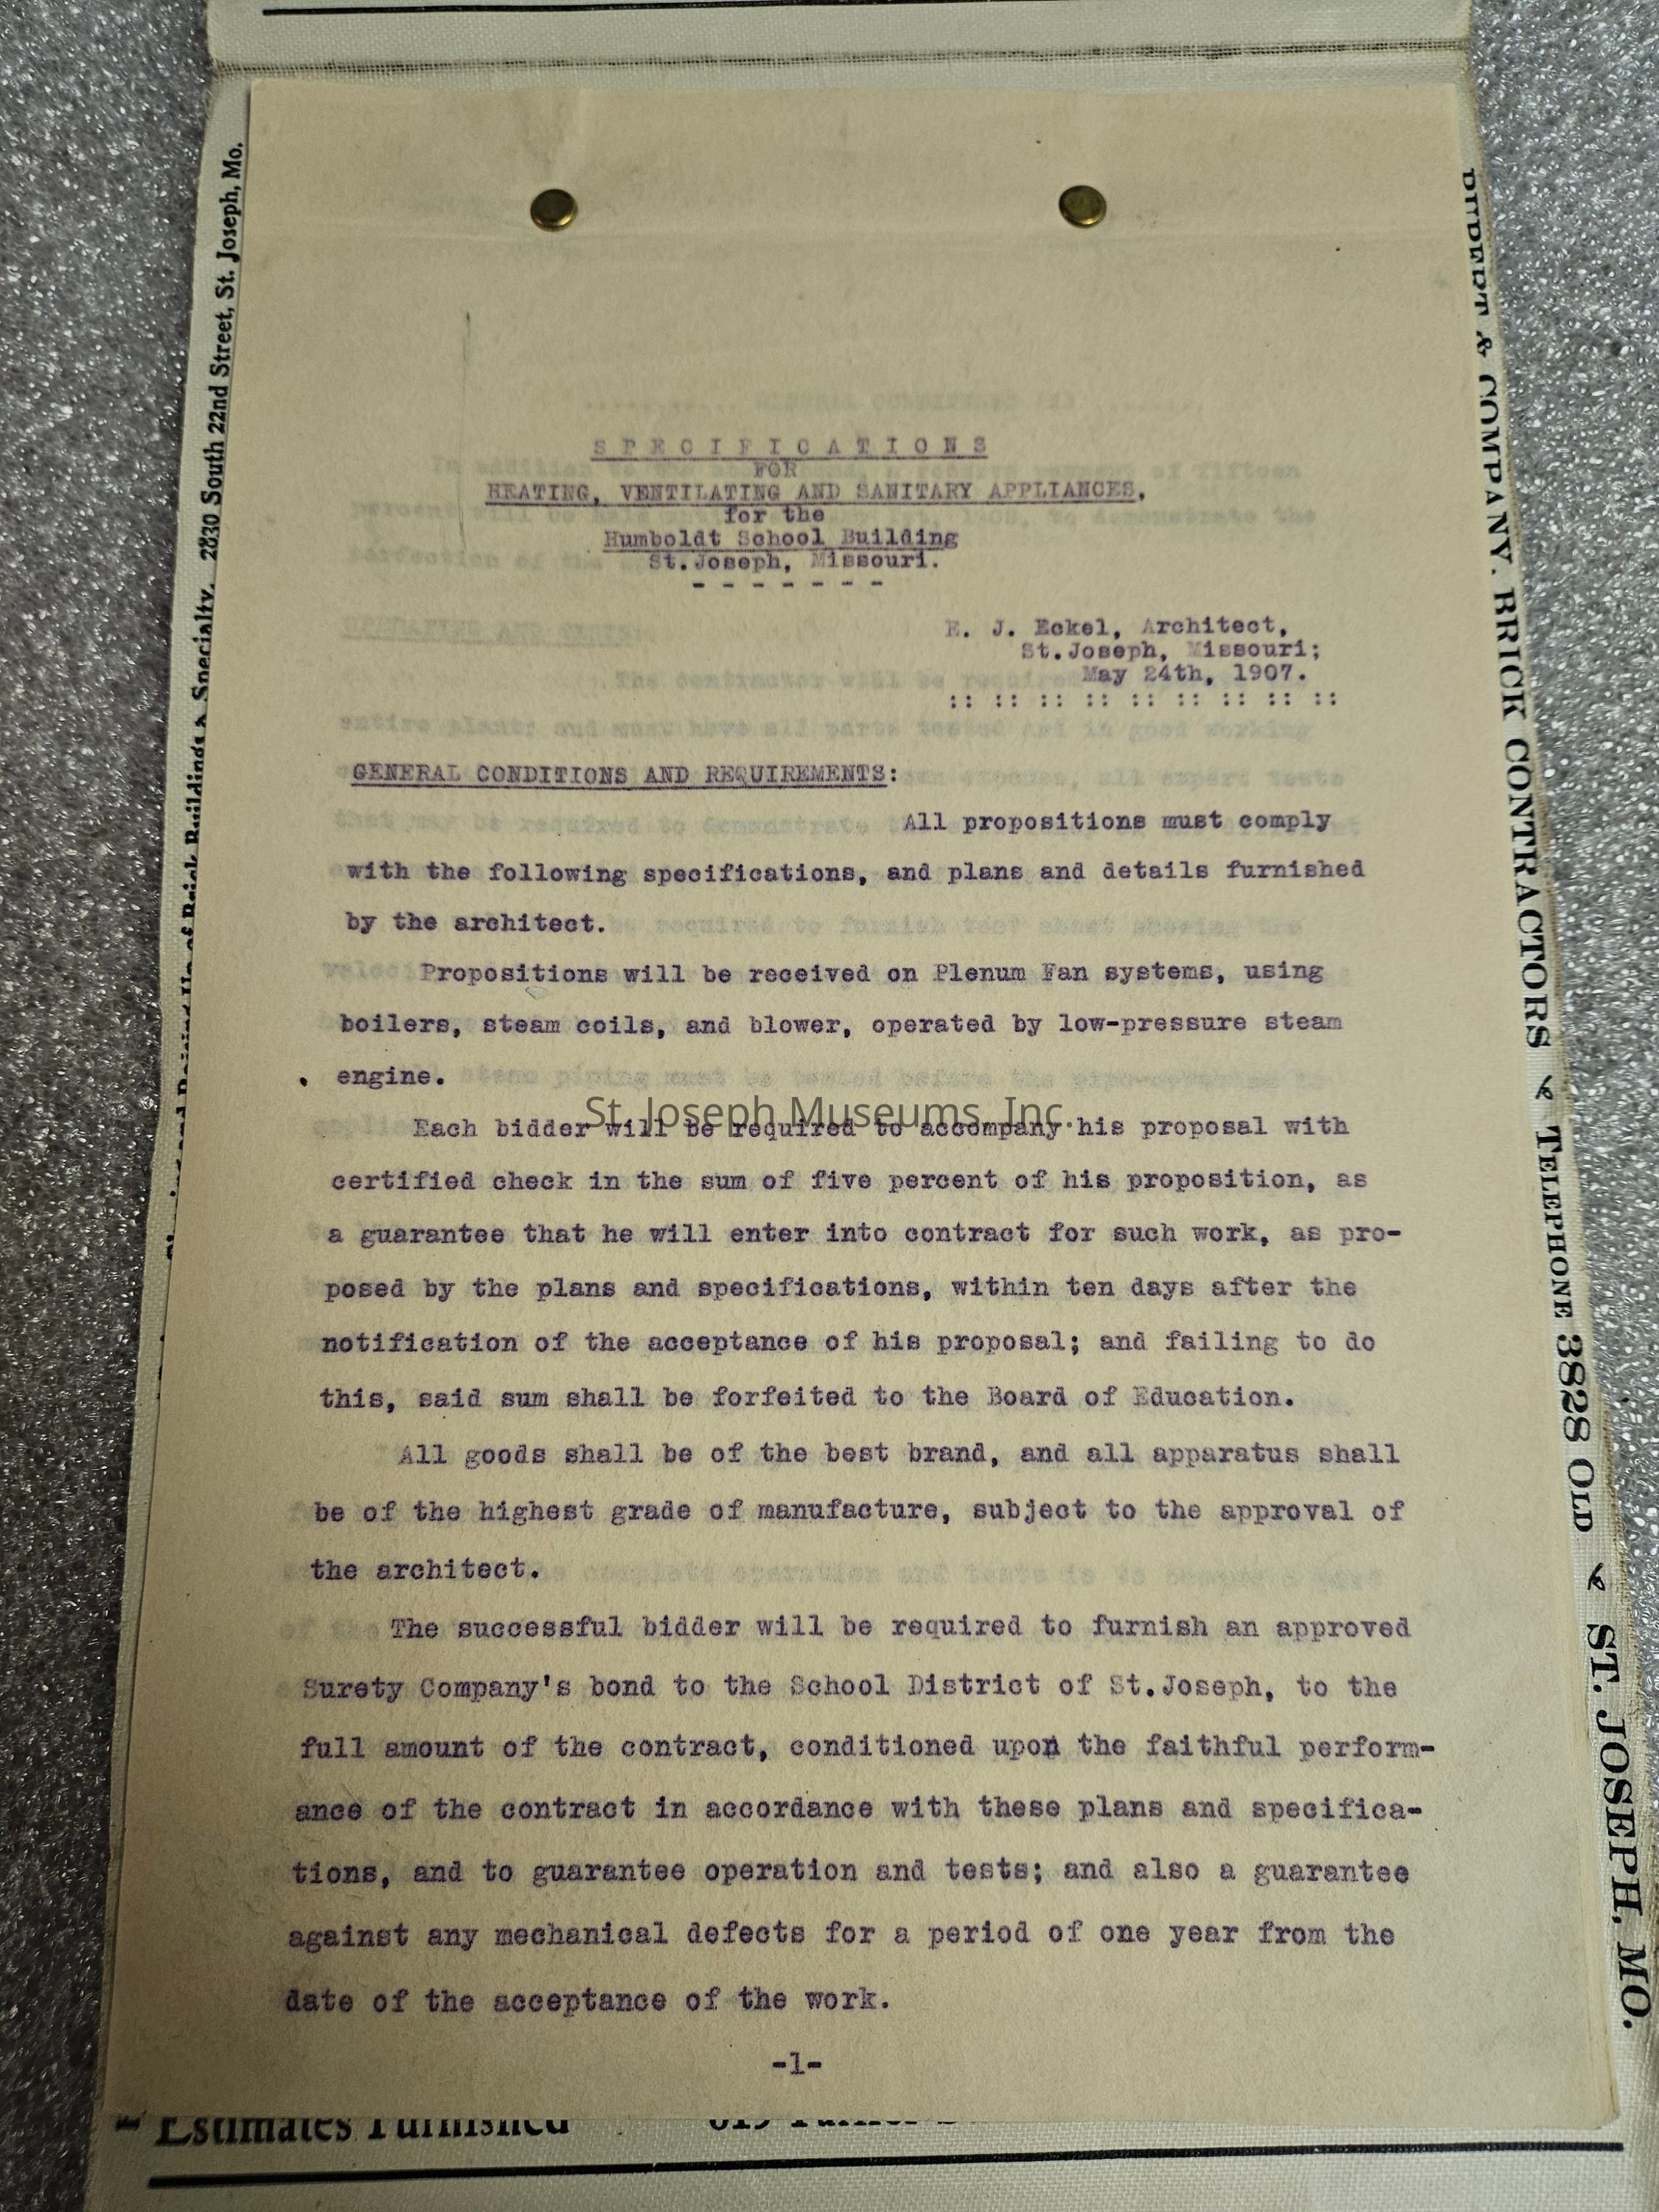 SPECIFICATIONS
FOR
HEATING, VENTILATING AND SANITARY APPLIANCES,
for the
Humboldt School Building
St.Joseph, Missouri.
- - - - - - -
E. J. Eckel, Architect,
St.Joseph, Missouri;
May 24th, 1907.
:: :: :: :: :: :: :: :: ::
GENERAL CONDITIONS AND REQUIREMENTS:
All propositions must comply
with the following specifications, and plans and details furnished
by the architect.
Propositions will be received on Plenum Fan systems, using
boilers, steam coils, and blower, operated by low-pressure steam
engine.
St. Joseph Museums, Inc.
Each bidder will be required to accompany his proposal with
certified check in the sum of five percent of his proposition, as
a guarantee that he will enter into contract for such work, as pro-
posed by the plans and specifications, within ten days after the
notification of the acceptance of his proposal; and failing to do
this, said sum shall be forfeited to the Board of Education.
All goods shall be of the best brand, and all apparatus shall
be of the highest grade of manufacture, subject to the approval of
the architect.
The successful bidder will be required to furnish an approved
Surety Company's bond to the School District of St.Joseph, to the
full amount of the contract, conditioned upon the faithful perform-
ance of the contract in accordance with these plans and specifica-
tions, and to guarantee operation and tests; and also a guarantee
against any mechanical defects for a period of one year from the
date of the acceptance of the work.
-1-
Up of Brick Buildings a Specialty. 2030 South 22nd Street, St. Joseph, Mo.
& COMPANY. BRICK CONTRACTORS TELEPHONE 3828 OLD ST. JOSEPH, MO.
Estimates Furnished